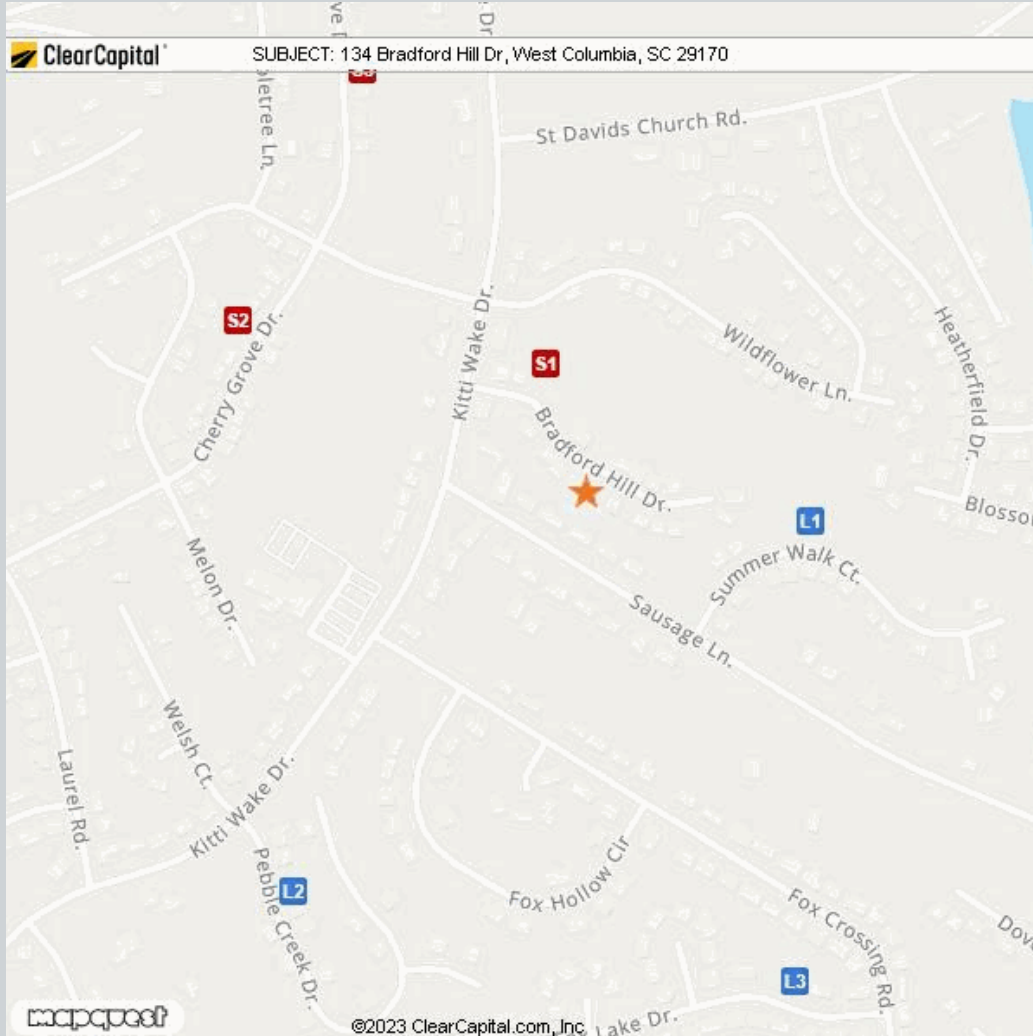 ClearCapital
SUBJECT: 134 Bradford Hill Dr, West Columbia, SC 29170
St Davids Church Rd.
S2
Cherry Grove Dr.
Kitti Wake Dr.
S1
Wildflower Ln.
Heatherfield Dr.
Bradford Hill Dr.
L1
Summer Walk Ct.
Sausage Ln.
Melon Dr.
Welsh Ct.
Laurel Rd.
Kitti Wake Dr.
L2
Pebble Creek Dr.
Fox Hollow Cir
Fox Crossing Rd.
L3
Lake Dr.
mapquest
©2023 ClearCapital.com, Inc